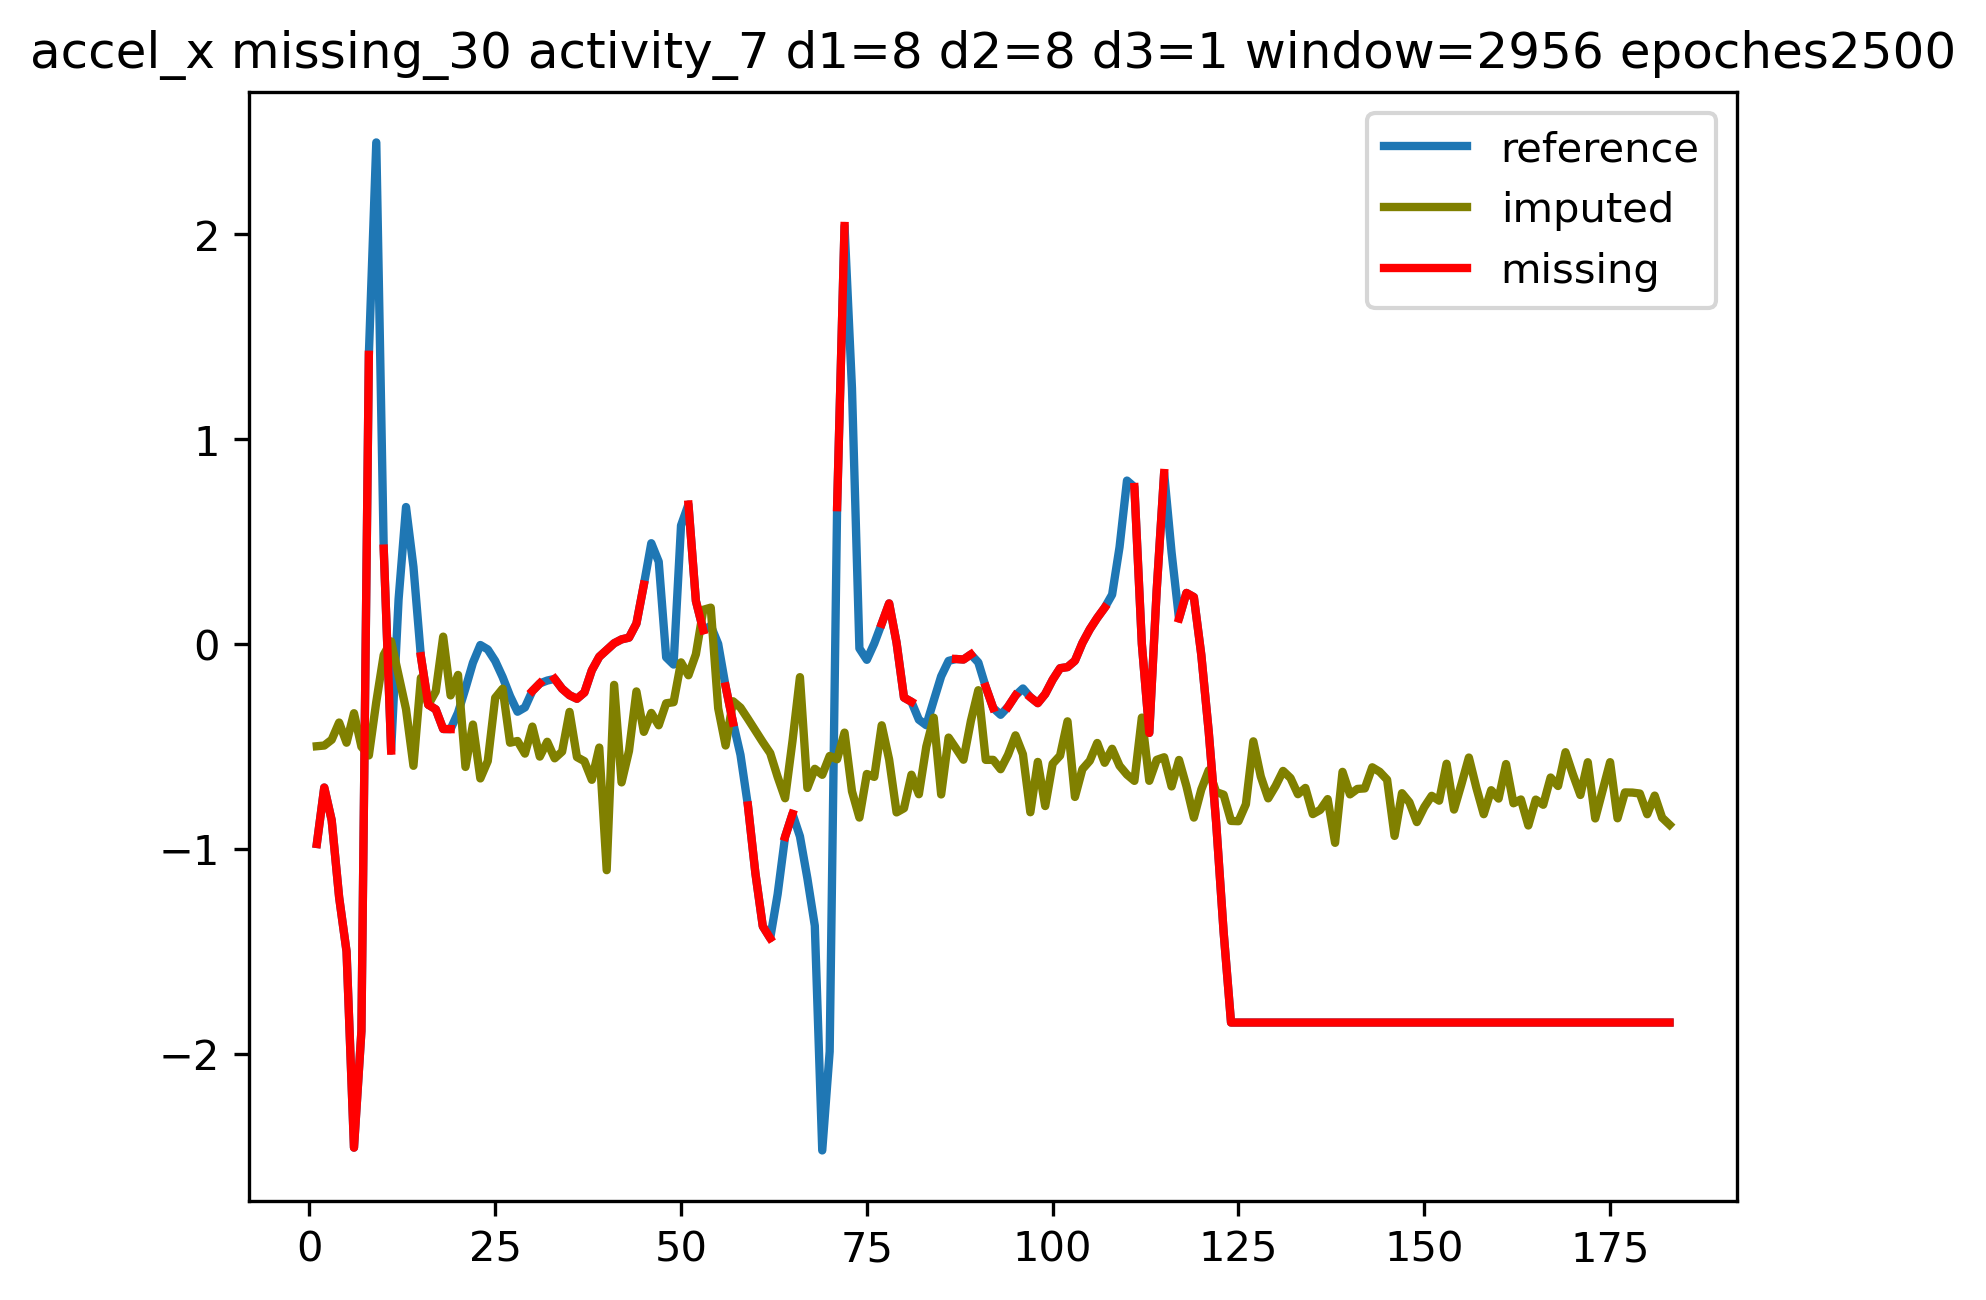 accel_x missing_30 activity_7 d1=8 d2=8 d3=1 window=2956 epoches2500
reference
imputed
missing
2
1
0
−1
−2
0 25 50 75 100 125 150 175